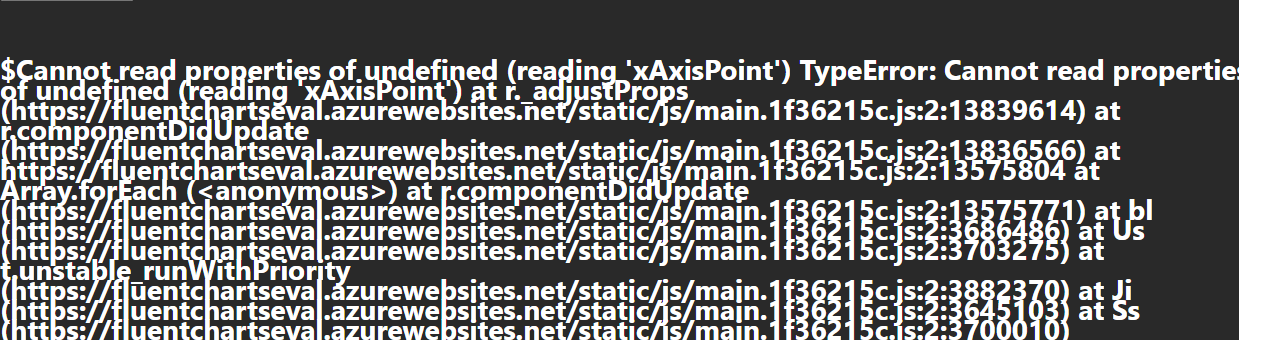 $Cannot read properties of undefined (reading 'xAxisPoint') TypeError: Cannot read properties
of undefined (reading 'xAxisPoint') at r._adjustProps
(https://fluentchartseval.azurewebsites.net/static/js/main.1f36215c.js:2:13839614) at
r.componentDidUpdate
(https://fluentchartseval.azurewebsites.net/static/js/main.1f36215c.js:2:13836566) at
https://fluentchartseval.azurewebsites.net/static/js/main.1f36215c.js:2:13575804 at
Array.forEach (<anonymous>) at r.componentDidUpdate
(https://fluentchartseval.azurewebsites.net/static/js/main.1f36215c.js:2:13575771) at bl
(https://fluentchartseval.azurewebsites.net/static/js/main.1f36215c.js:2:3686486) at Us
(https://fluentchartseval.azurewebsites.net/static/js/main.1f36215c.js:2:3703275) at
t.unstable_runWithPriority
(https://fluentchartseval.azurewebsites.net/static/js/main.1f36215c.js:2:3882370) at Ji
(https://fluentchartseval.azurewebsites.net/static/js/main.1f36215c.js:2:3645103) at Ss
(https://fluentchartseval.azurewebsites.net/static/js/main.1f36215c.js:2:3700010)